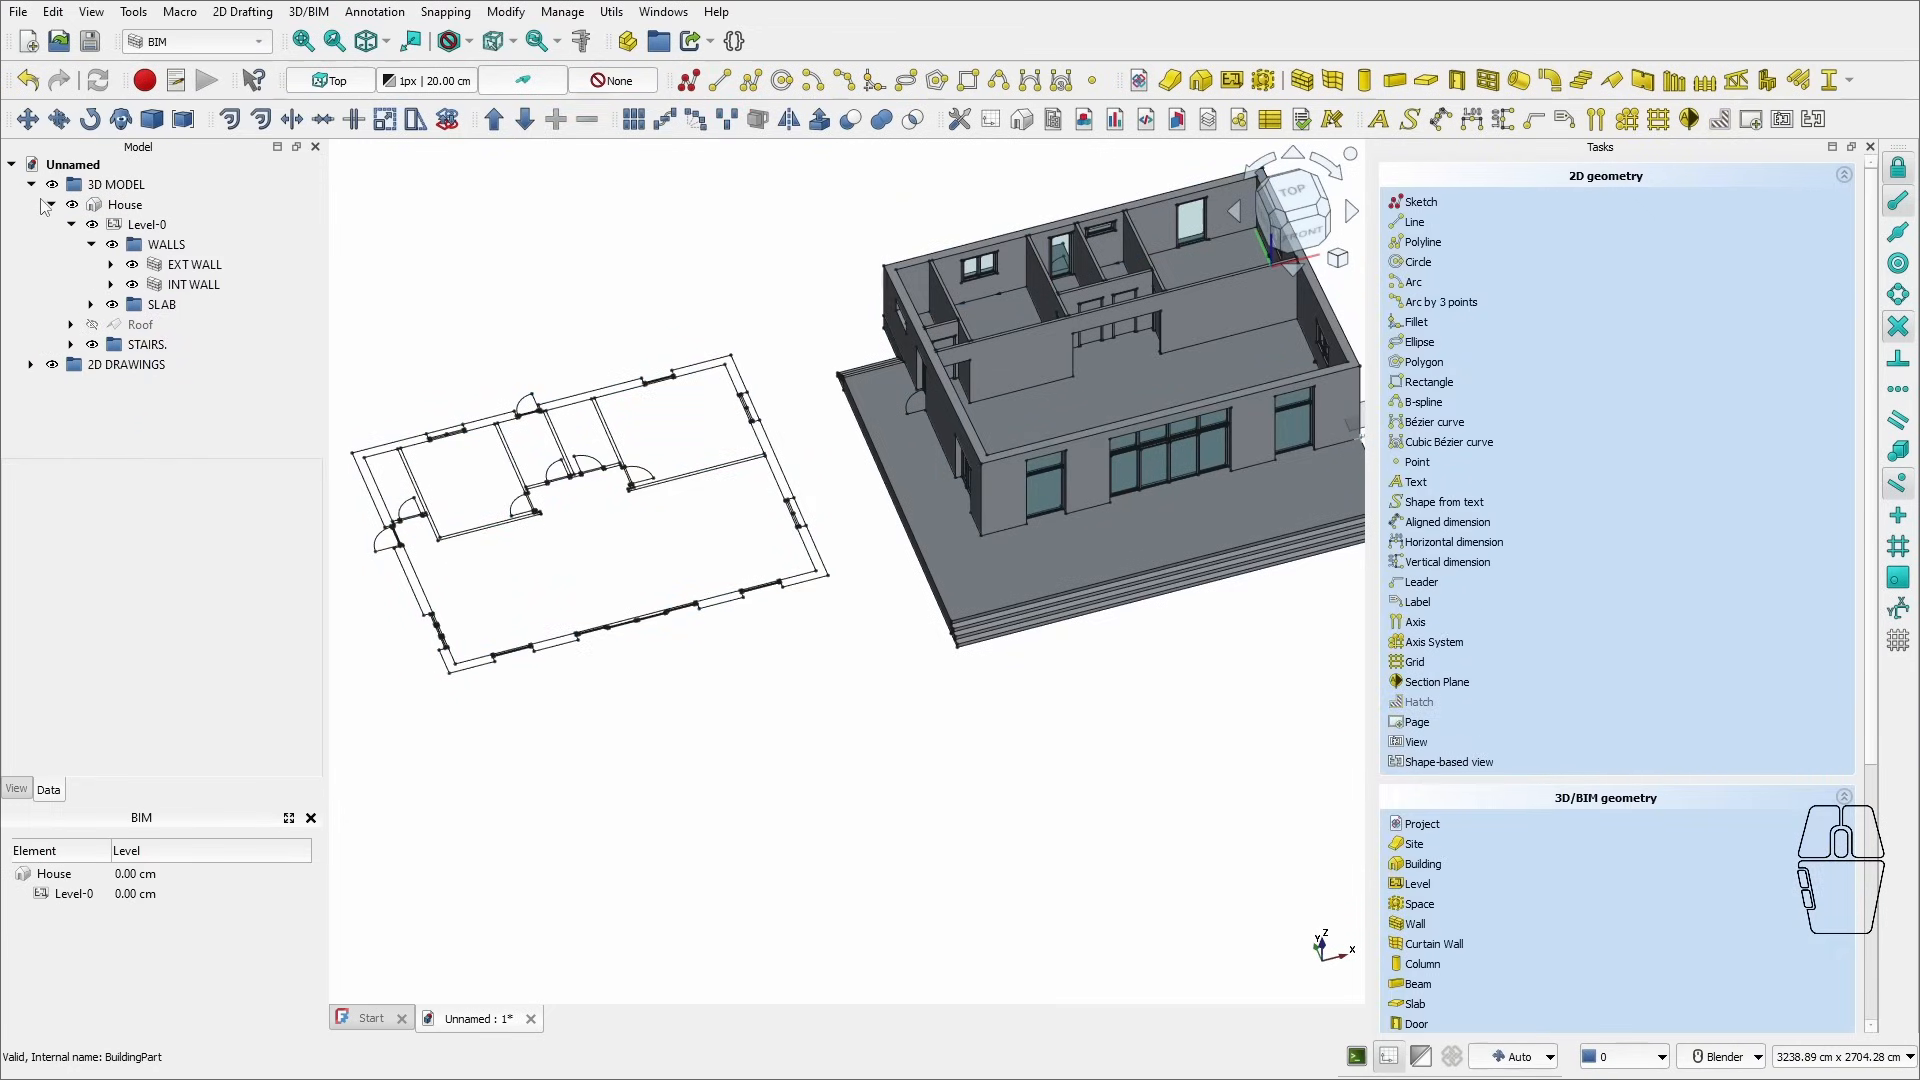 File Edit View Tools Macro 2D Drafting 3D/BIM Annotation Snapping Modify Manage Utils Windows Help
BIM
Top 1px | 20.00 cm None
Model
Unnamed
3D MODEL
House
Level-0
WALLS
EXT WALL
INT WALL
SLAB
Roof
STAIRS.
2D DRAWINGS
View Data
BIM
Element Level
House 0.00 cm
Level-0 0.00 cm
TOP
FRONT
Z
Y
X
Start Unnamed : 1*
Tasks
2D geometry
Sketch
Line
Polyline
Circle
Arc
Arc by 3 points
Fillet
Ellipse
Polygon
Rectangle
B-spline
Bézier curve
Cubic Bézier curve
Point
Text
Shape from text
Aligned dimension
Horizontal dimension
Vertical dimension
Leader
Label
Axis
Axis System
Grid
Section Plane
Hatch
Page
View
Shape-based view
3D/BIM geometry
Project
Site
Building
Level
Space
Wall
Curtain Wall
Column
Beam
Slab
Door
Valid, Internal name: BuildingPart
Auto 0 Blender 3238.89 cm x 2704.28 cm